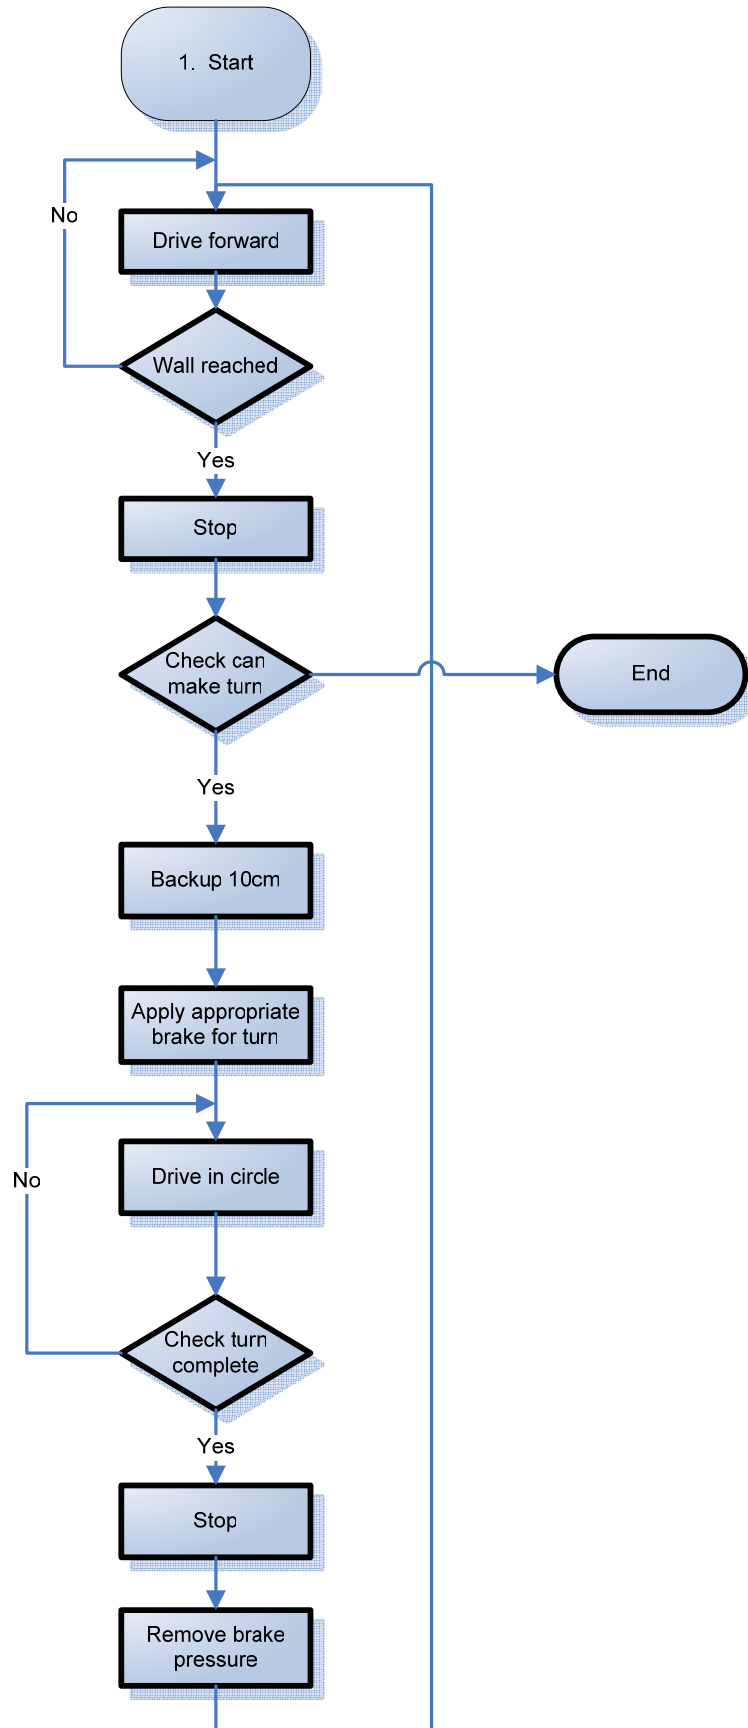 1. Start
No
Drive forward
Wall reached
Yes
Stop
Check can
make turn
End
Yes
Backup 10cm
Apply appropriate
brake for turn
No
Drive in circle
Check turn
complete
Yes
Stop
Remove brake
pressure